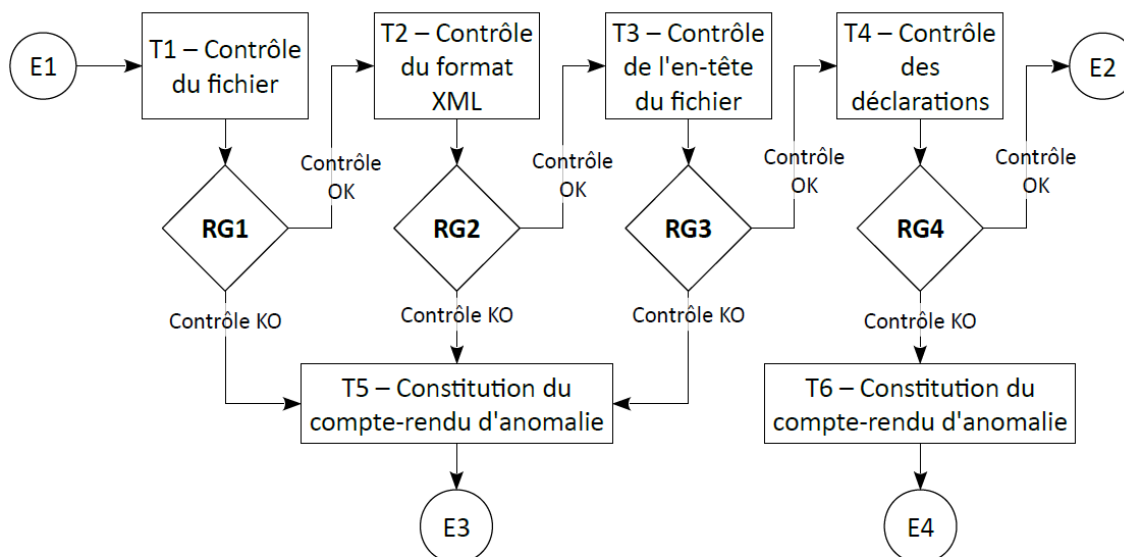 E1
T1 – Contrôle
du fichier
T2 – Contrôle
du format
XML
T3 – Contrôle
de l'en-tête
du fichier
T4 – Contrôle
des
déclarations
E2
Contrôle
OK
Contrôle
OK
Contrôle
OK
Contrôle
OK
RG1
RG2
RG3
RG4
Contrôle KO
Contrôle KO
Contrôle KO
Contrôle KO
T5 – Constitution du
compte-rendu d'anomalie
T6 – Constitution du
compte-rendu d'anomalie
E3
E4